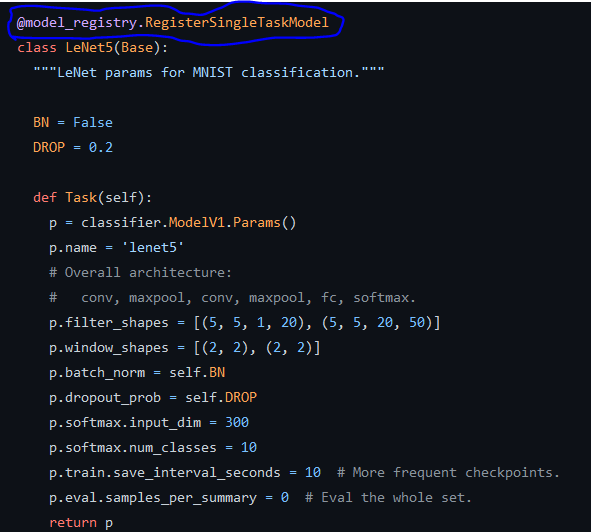 @model_registry.RegisterSingleTaskModel
class LeNet5(Base):
  """LeNet params for MNIST classification."""

  BN = False
  DROP = 0.2

  def Task(self):
    p = classifier.ModelV1.Params()
    p.name = 'lenet5'
    # Overall architecture:
    #   conv, maxpool, conv, maxpool, fc, softmax.
    p.filter_shapes = [(5, 5, 1, 20), (5, 5, 20, 50)]
    p.window_shapes = [(2, 2), (2, 2)]
    p.batch_norm = self.BN
    p.dropout_prob = self.DROP
    p.softmax.input_dim = 300
    p.softmax.num_classes = 10
    p.train.save_interval_seconds = 10  # More frequent checkpoints.
    p.eval.samples_per_summary = 0  # Eval the whole set.
    return p